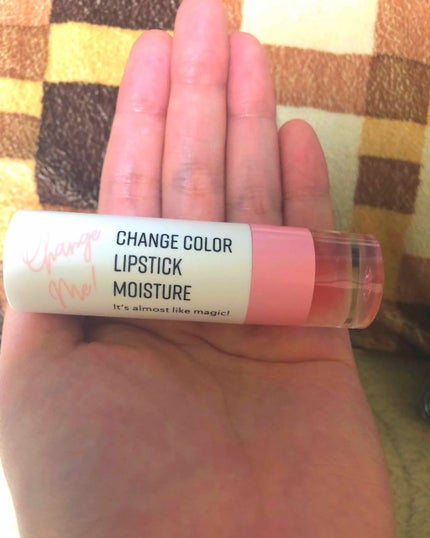 Change
Me!
CHANGE COLOR
LIPSTICK
MOISTURE
It's almost like magic!